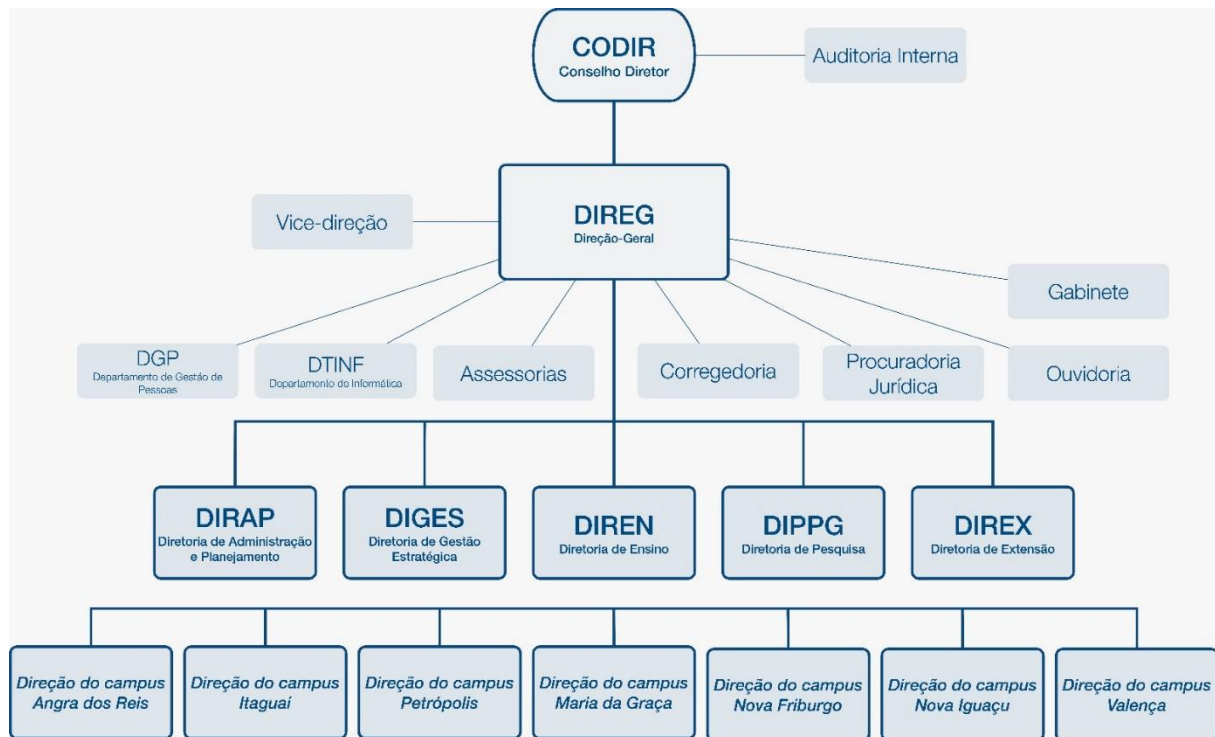 CODIR
Conselho Diretor
Auditoria Interna
DIREG
Direção-Geral
Vice-direção
Gabinete
DGP
Departamento de Gestão de
Pessoas
DTINF
Departamento de Informática
Assessorias
Corregedoria
Procuradoria
Jurídica
Ouvidoria
DIRAP
Diretoria de Administração
e Planejamento
DIGES
Diretoria de Gestão
Estratégica
DIREN
Diretoria de Ensino
DIPPG
Diretoria de Pesquisa
DIREX
Diretoria de Extensão
Direção do campus
Angra dos Reis
Direção do campus
Itaguaí
Direção do campus
Petrópolis
Direção do campus
Maria da Graça
Direção do campus
Nova Friburgo
Direção do campus
Nova Iguaçu
Direção do campus
Valença